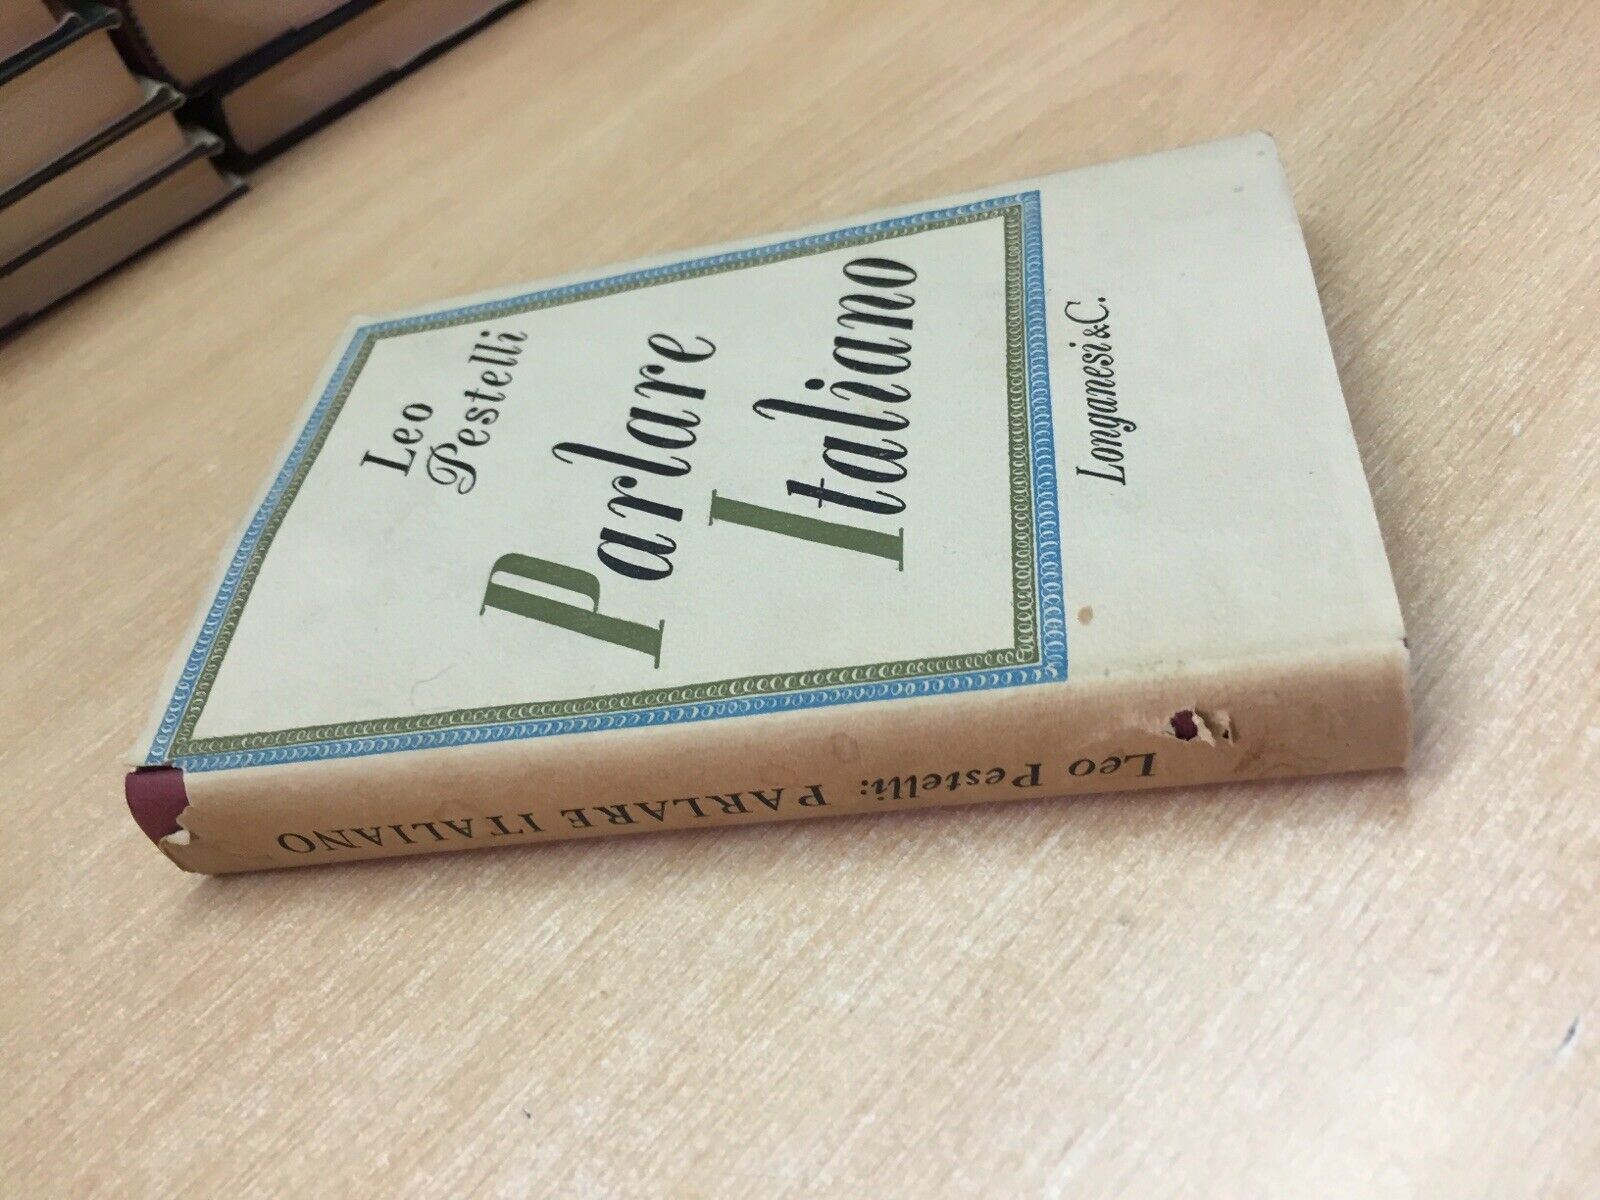 Leo
Pestelli
Parlare
Italiano
Longanesi & C.
Leo Pestelli: PARLARE ITALIANO